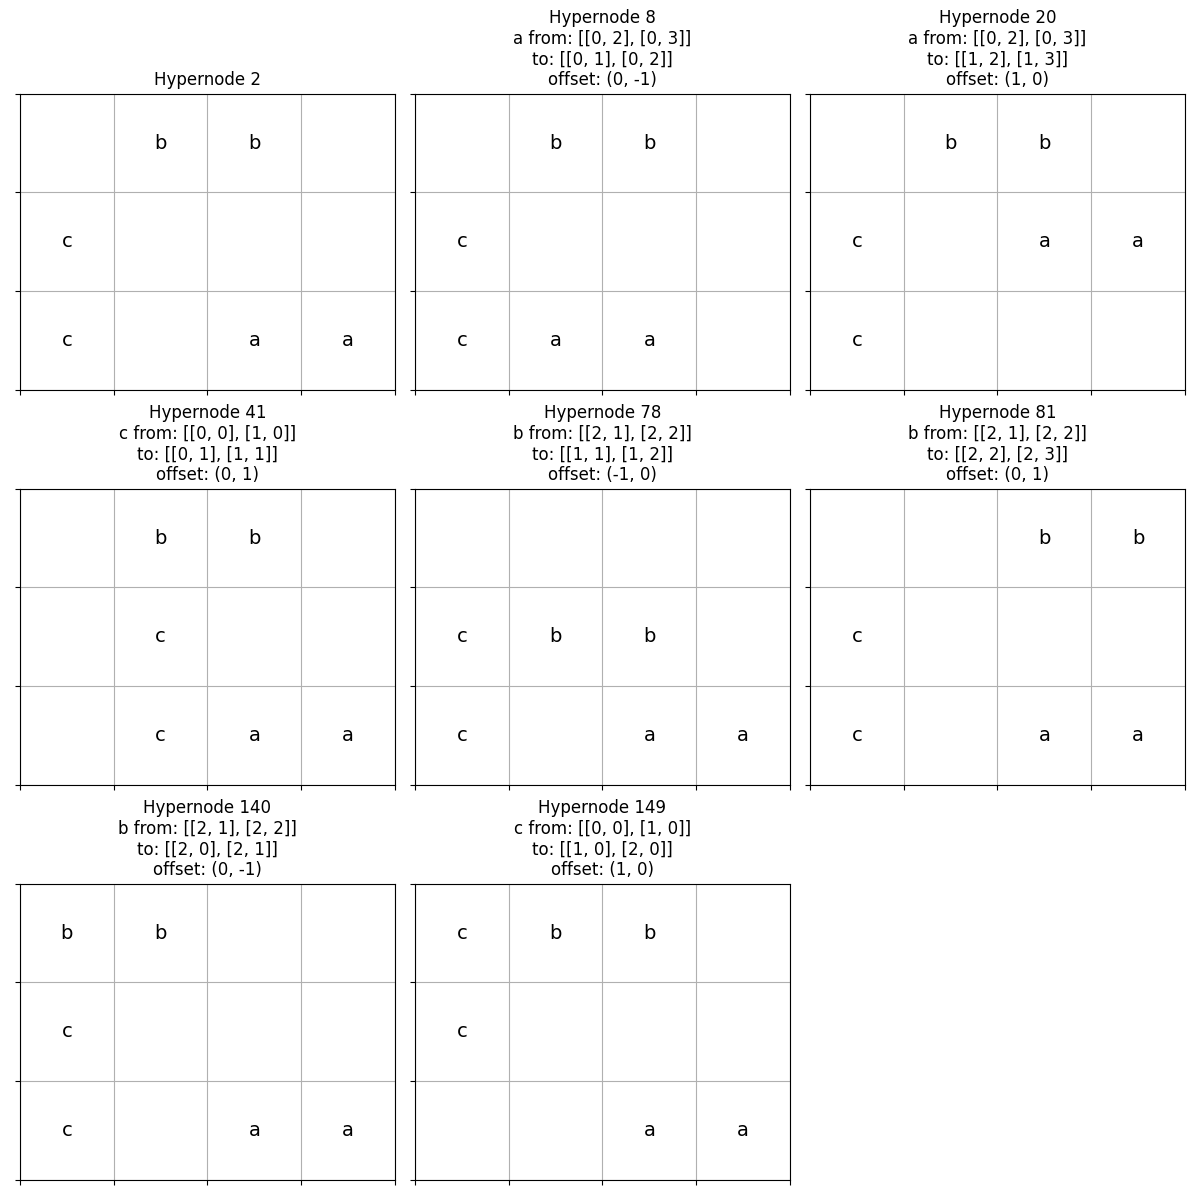 Hypernode 2
b b
c
c a a
Hypernode 8
a from: [[0, 2], [0, 3]]
to: [[0, 1], [0, 2]]
offset: (0, -1)
b b
c
c a a
Hypernode 20
a from: [[0, 2], [0, 3]]
to: [[1, 2], [1, 3]]
offset: (1, 0)
b b
c a a
c
Hypernode 41
c from: [[0, 0], [1, 0]]
to: [[0, 1], [1, 1]]
offset: (0, 1)
b b
c
c a a
Hypernode 78
b from: [[2, 1], [2, 2]]
to: [[1, 1], [1, 2]]
offset: (-1, 0)
c b b
c a a
Hypernode 81
b from: [[2, 1], [2, 2]]
to: [[2, 2], [2, 3]]
offset: (0, 1)
b b
c
c a a
Hypernode 140
b from: [[2, 1], [2, 2]]
to: [[2, 0], [2, 1]]
offset: (0, -1)
b b
c
c a a
Hypernode 149
c from: [[0, 0], [1, 0]]
to: [[1, 0], [2, 0]]
offset: (1, 0)
c b b
c
a a